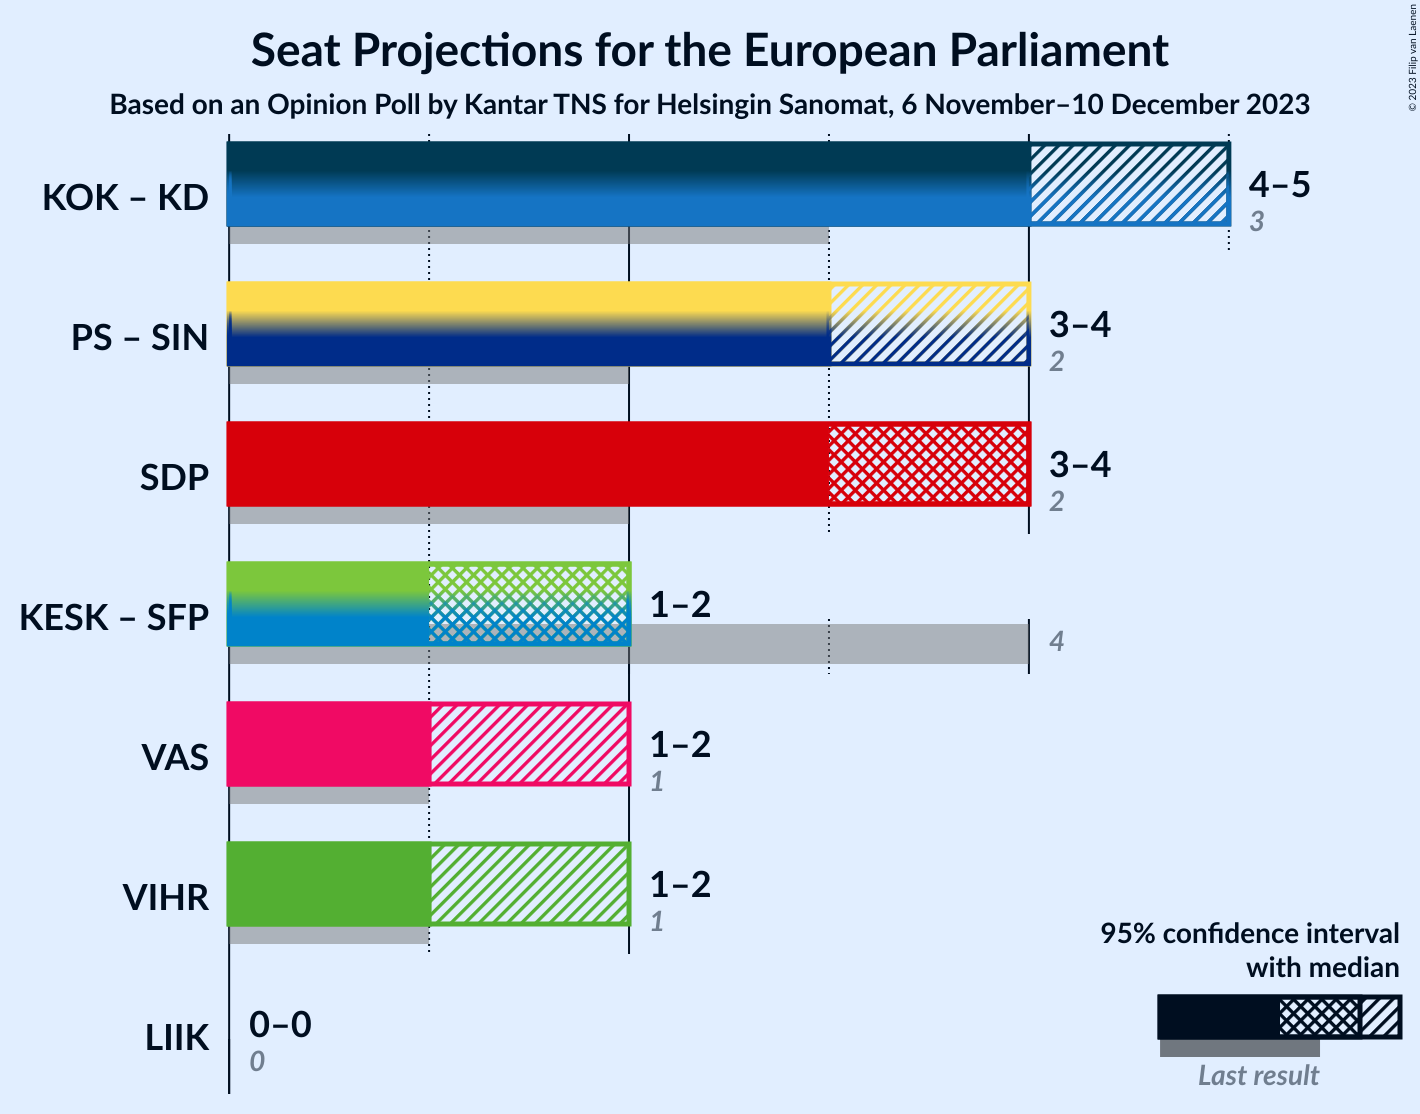 Seat Projections for the European Parliament
Based on an Opinion Poll by Kantar TNS for Helsingin Sanomat, 6 November–10 December 2023
© 2023 Filip van Laenen
KOK – KD
4–5
3
PS – SIN
3–4
2
SDP
3–4
2
KESK – SFP
1–2
4
VAS
1–2
1
VIHR
1–2
1
LIIK
0–0
0
95% confidence interval
with median
Last result